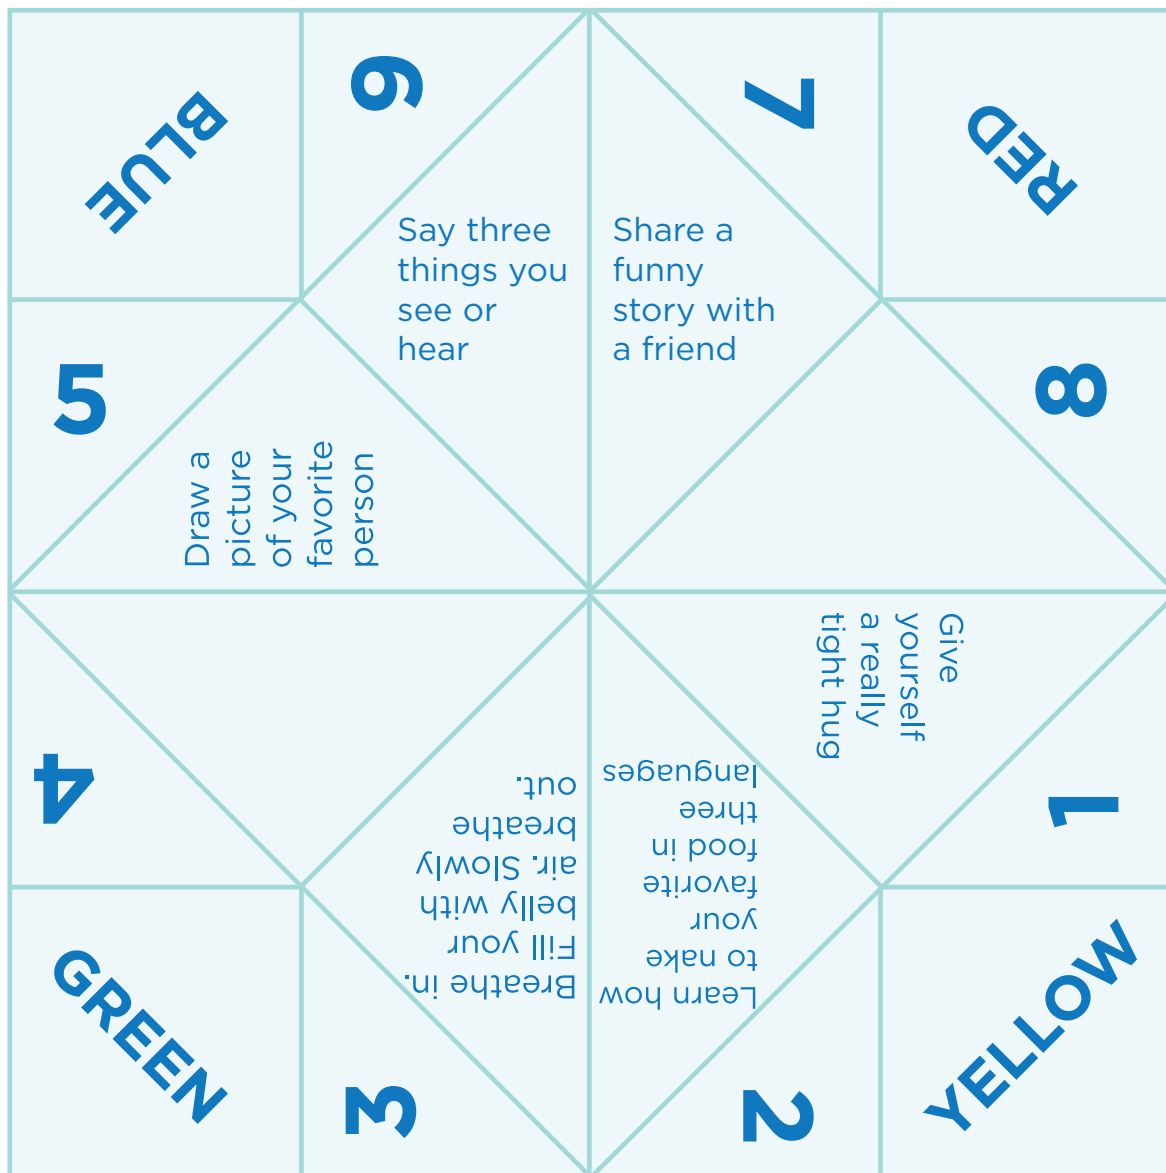 BLUE
6
7
RED
Say three
things you
see or
hear
Share a
funny
story with
a friend
5
8
Draw a
picture
of your
favorite
person
Give
yourself
a really
tight hug
4
1
Breathe in.
Fill your
belly with
air. Slowly
breathe
out.
Learn how
to nake
your
favorite
food in
three
languages
GREEN
3
2
YELLOW